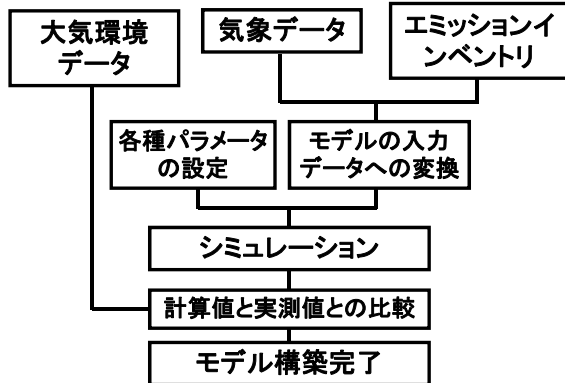 大気環境
データ
気象データ
エミッションイ
ンベントリ
各種パラメータ
の設定
モデルの入力
データへの変換
シミュレーション
計算値と実測値との比較
モデル構築完了